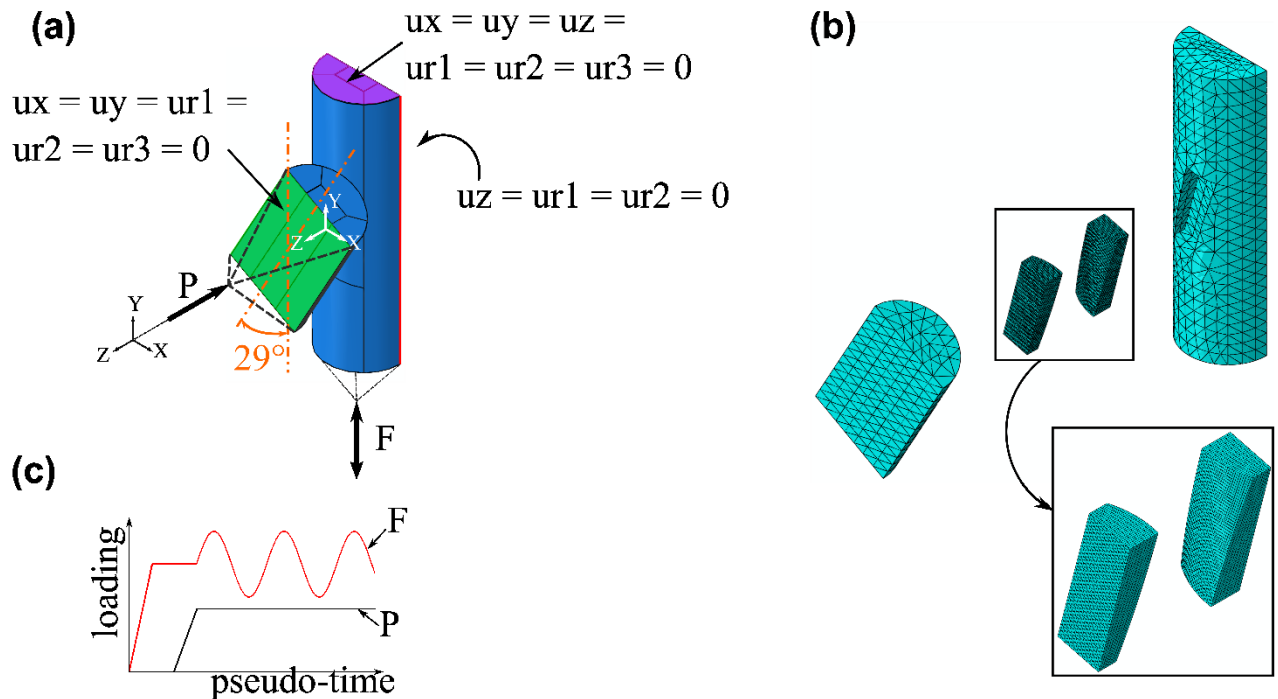 (a)
ux = uy = uz =
ur1 = ur2 = ur3 = 0
ux = uy = ur1 =
ur2 = ur3 = 0
uz = ur1 = ur2 = 0
Y
Z
X
P
Y
Z
X
29°
F
(b)
(c)
loading
F
P
pseudo-time